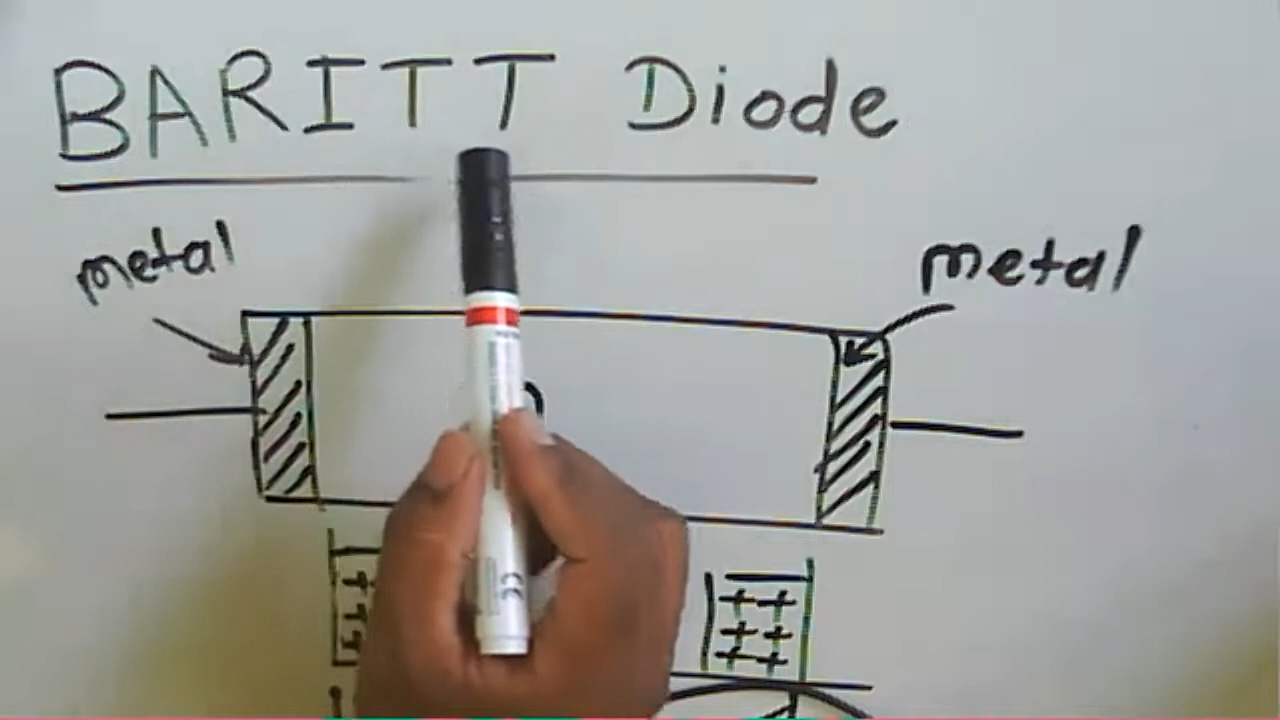 BARITT Diode
metal
metal
+ + +
+ +
+ +
+ +